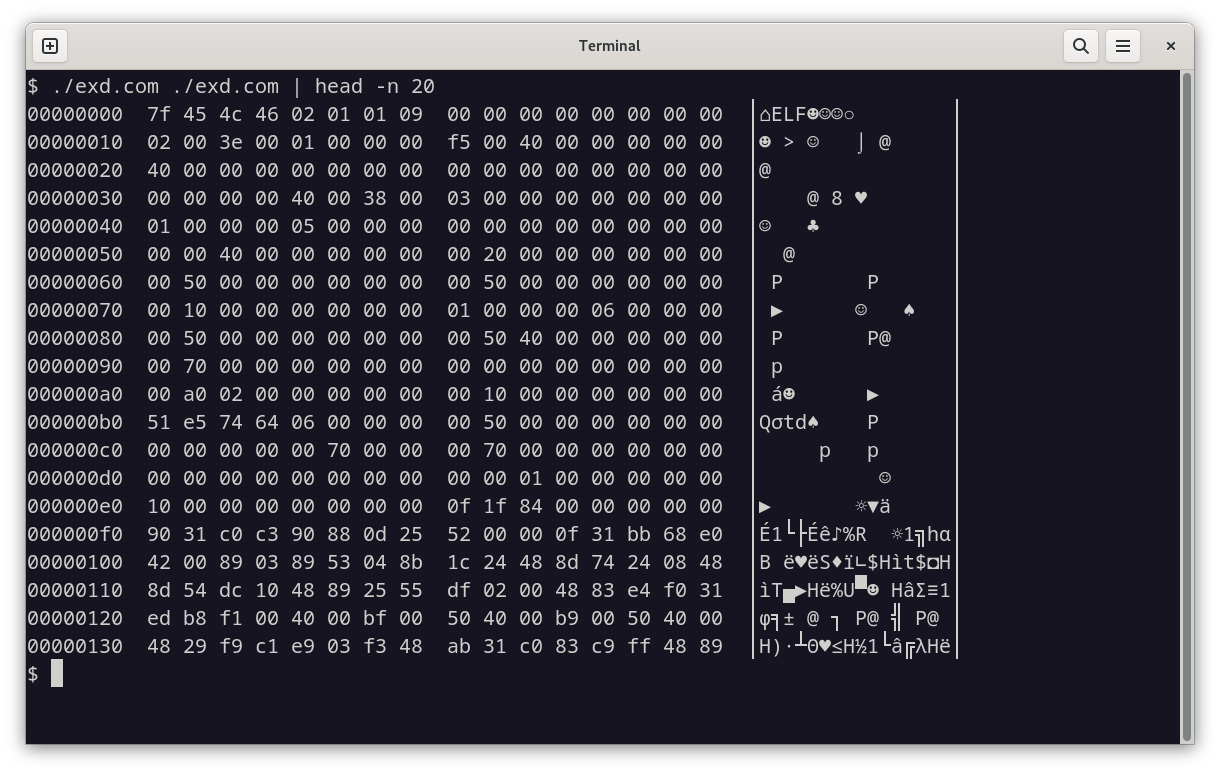 Terminal
$ ./exd.com ./exd.com | head -n 20
00000000  7f 45 4c 46 02 01 01 09  00 00 00 00 00 00 00 00  │⌂ELF☻☺☺○        │
00000010  02 00 3e 00 01 00 00 00  f5 00 40 00 00 00 00 00  │☻ > ☺   ⌡ @     │
00000020  40 00 00 00 00 00 00 00  00 00 00 00 00 00 00 00  │@               │
00000030  00 00 00 00 40 00 38 00  03 00 00 00 00 00 00 00  │    @ 8 ♥       │
00000040  01 00 00 00 05 00 00 00  00 00 00 00 00 00 00 00  │☺   ♣           │
00000050  00 00 40 00 00 00 00 00  00 20 00 00 00 00 00 00  │  @             │
00000060  00 50 00 00 00 00 00 00  00 50 00 00 00 00 00 00  │ P       P      │
00000070  00 10 00 00 00 00 00 00  01 00 00 00 06 00 00 00  │ ►      ☺   ♠   │
00000080  00 50 00 00 00 00 00 00  00 50 40 00 00 00 00 00  │ P       P@     │
00000090  00 70 00 00 00 00 00 00  00 00 00 00 00 00 00 00  │ p              │
000000a0  00 a0 02 00 00 00 00 00  00 10 00 00 00 00 00 00  │ á☻      ►      │
000000b0  51 e5 74 64 06 00 00 00  00 50 00 00 00 00 00 00  │Qσtd♠    P      │
000000c0  00 00 00 00 00 70 00 00  00 70 00 00 00 00 00 00  │     p   p      │
000000d0  00 00 00 00 00 00 00 00  00 00 01 00 00 00 00 00  │          ☺     │
000000e0  10 00 00 00 00 00 00 00  0f 1f 84 00 00 00 00 00  │►       ☼▼ä     │
000000f0  90 31 c0 c3 90 88 0d 25  52 00 00 0f 31 bb 68 e0  │É1└├Éê♪%R  ☼1╗hα│
00000100  42 00 89 03 89 53 04 8b  1c 24 48 8d 74 24 08 48  │B ë♥ëS♦ï∟$Hìt$◘H│
00000110  8d 54 dc 10 48 89 25 55  df 02 00 48 83 e4 f0 31  │ìT▄►Hë%U▀☻ HâΣ≡1│
00000120  ed b8 f1 00 40 00 bf 00  50 40 00 b9 00 50 40 00  │φ╕± @ ┐ P@ ╣ P@ │
00000130  48 29 f9 c1 e9 03 f3 48  ab 31 c0 83 c9 ff 48 89  │H)∙┴Θ♥≤H½1└â╔λHë│
$